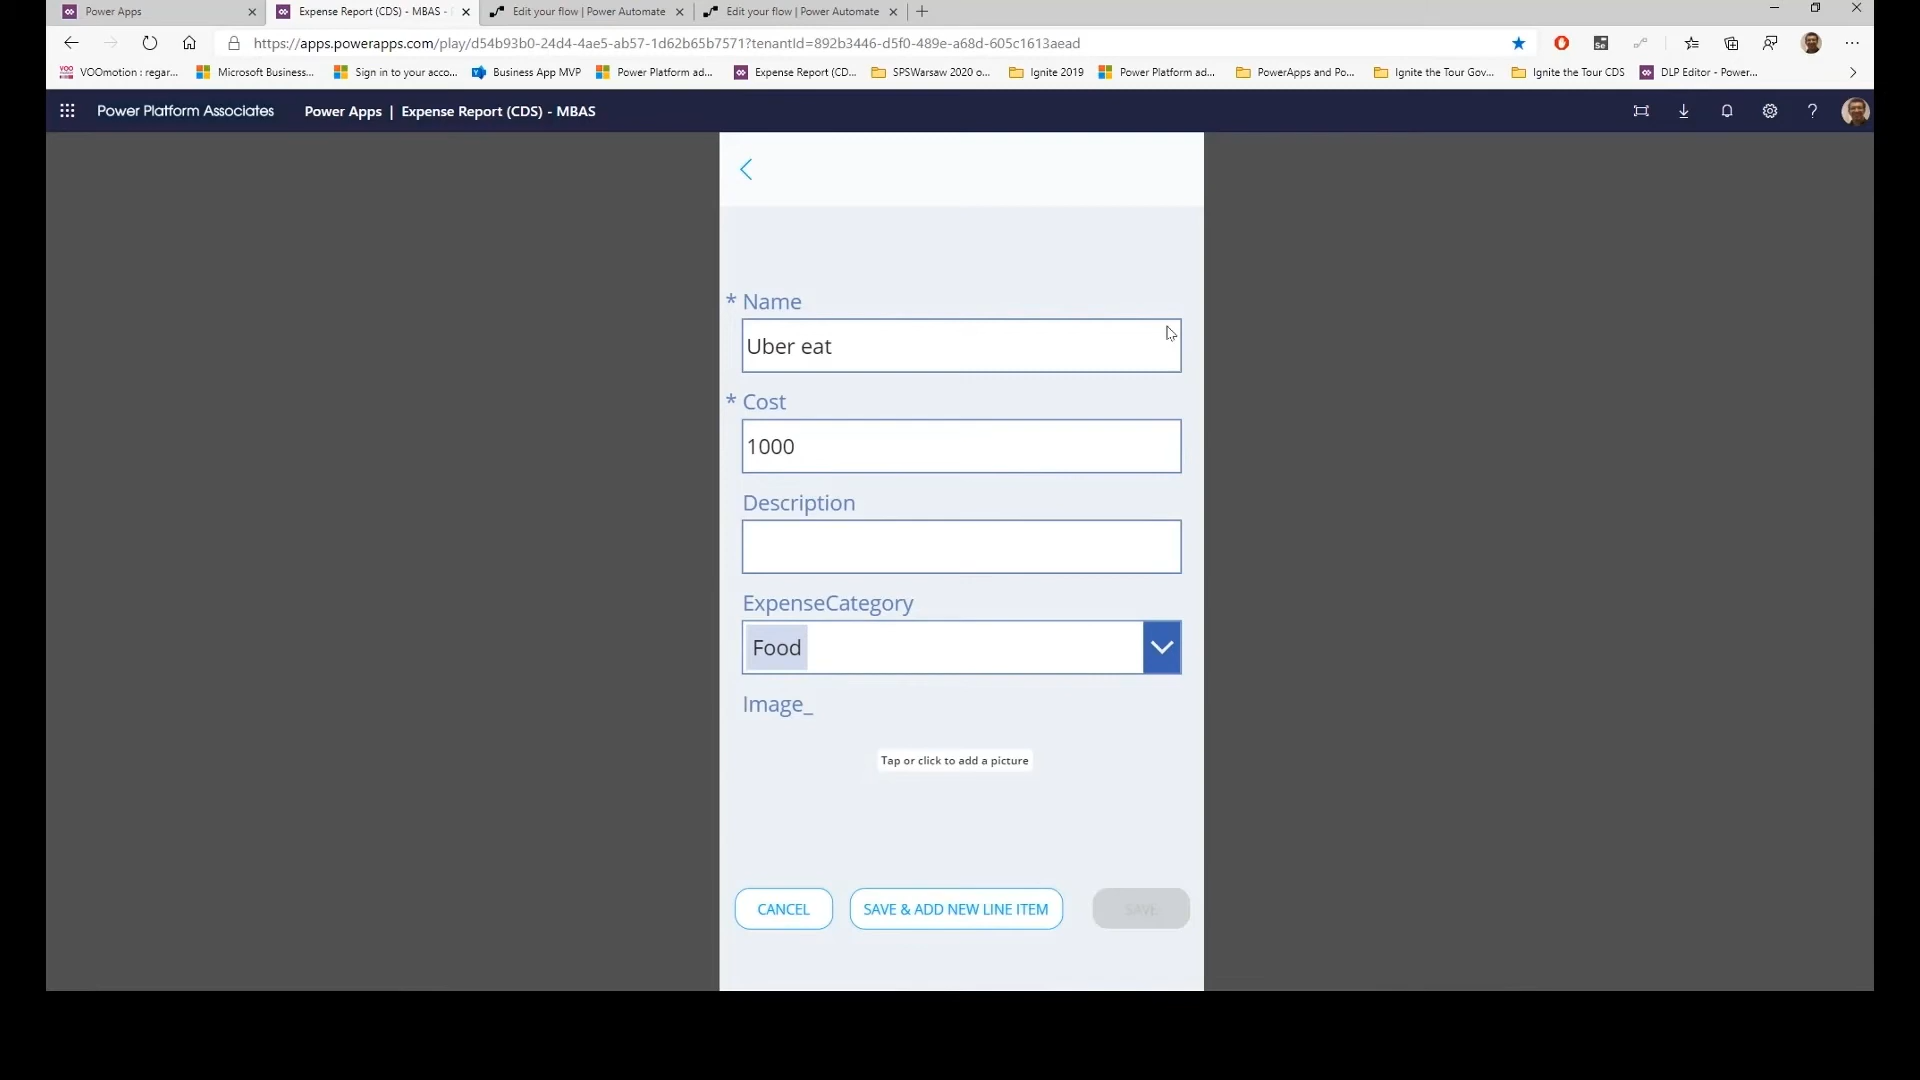 Power Apps
Expense Report (CDS) - MBAS -
Edit your flow | Power Automate
Edit your flow | Power Automate
https://apps.powerapps.com/play/d54b93b0-24d4-4ae5-ab57-1d62b65b7571?tenantId=892b3446-d5f0-489e-a68d-605c1613aead
VOOmotion : regar...
Microsoft Business...
Sign in to your acco...
Business App MVP
Power Platform ad...
Expense Report (CD...
SPSWarsaw 2020 o...
Ignite 2019
Power Platform ad...
PowerApps and Po...
Ignite the Tour Gov...
Ignite the Tour CDS
DLP Editor - Power...
Power Platform Associates
Power Apps | Expense Report (CDS) - MBAS
* Name
Uber eat
* Cost
1000
Description
ExpenseCategory
Food
Image_
Tap or click to add a picture
CANCEL
SAVE & ADD NEW LINE ITEM
SAVE